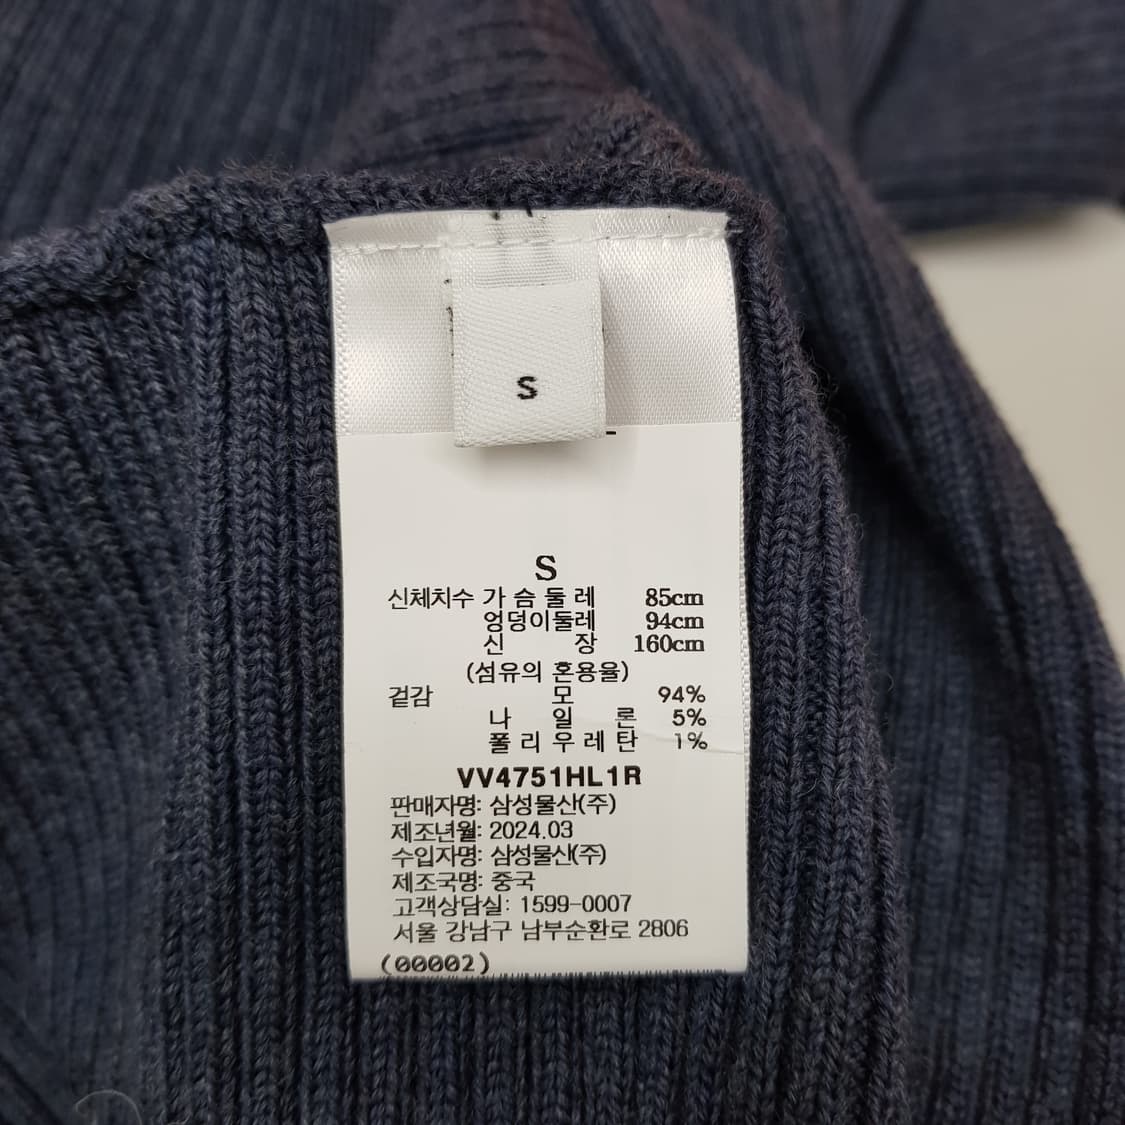 S
S
신체치수 가슴둘레 85cm
엉덩이둘레 94cm
신 장 160cm
(섬유의 혼용율)
겉감 모 94%
나 일 론 5%
폴리우레탄 1%
VV4751HL1R
판매자명: 삼성물산(주)
제조년월: 2024.03
수입자명: 삼성물산(주)
제조국명: 중국
고객상담실: 1599-0007
서울 강남구 남부순환로 2806
(00002)